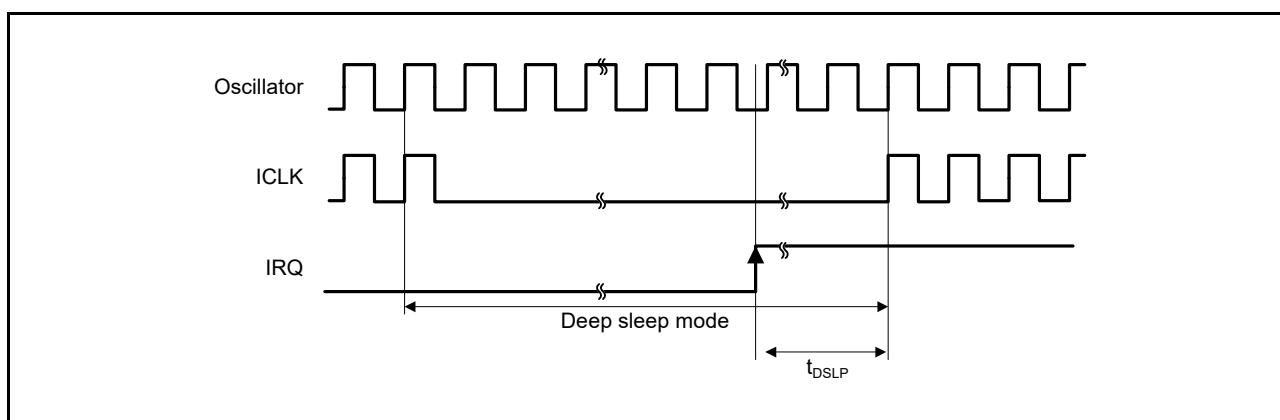 Oscillator
ICLK
IRQ
Deep sleep mode
tDSLP